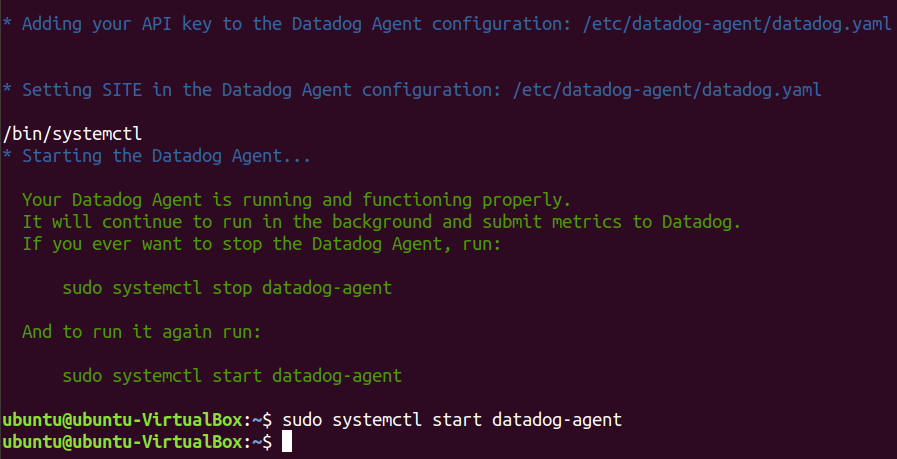 * Adding your API key to the Datadog Agent configuration: /etc/datadog-agent/datadog.yaml
* Setting SITE in the Datadog Agent configuration: /etc/datadog-agent/datadog.yaml
/bin/systemctl
* Starting the Datadog Agent...
Your Datadog Agent is running and functioning properly.
It will continue to run in the background and submit metrics to Datadog.
If you ever want to stop the Datadog Agent, run:
sudo systemctl stop datadog-agent
And to run it again run:
sudo systemctl start datadog-agent
ubuntu@ubuntu-VirtualBox:~$ sudo systemctl start datadog-agent
ubuntu@ubuntu-VirtualBox:~$